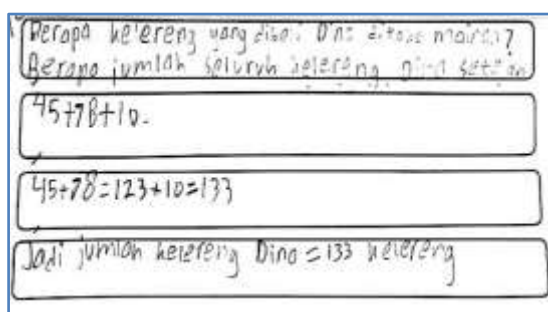 Berapa kelereng yang dibeli Dino ditoko mainan?
Berapa jumlah seluruh kelereng Dino setelah
45+78+10.
45+78=123+10=133
Jadi jumlah kelereng Dino = 133 kelereng